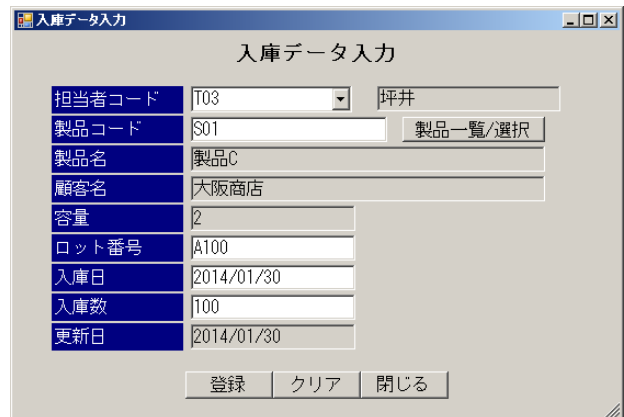 入庫データ入力
入庫データ入力
担当者コード T03 坪井
製品コード S01 製品一覧/選択
製品名 製品C
顧客名 大阪商店
容量 2
ロット番号 A100
入庫日 2014/01/30
入庫数 100
更新日 2014/01/30
登録 クリア 閉じる